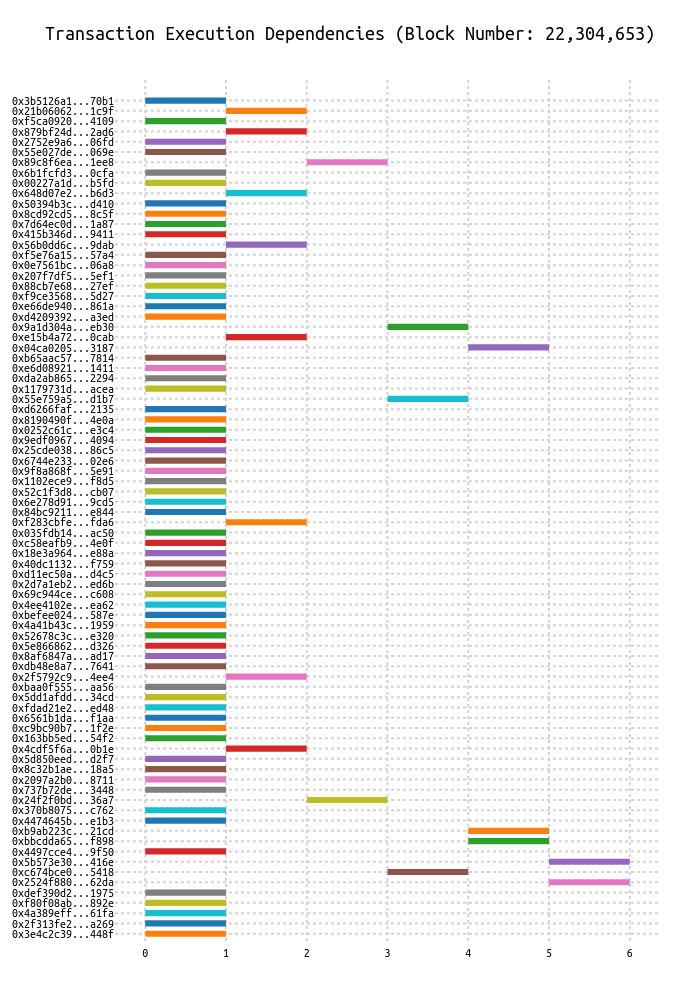 Transaction Execution Dependencies (Block Number: 22,304,653)
0x3b5126a1...70b1
0x21b06062...1c9f
0xf5ca0920...4109
0x879bf24d...2ad6
0x2752e9a6...06fd
0x55e027de...069e
0x89c8f6ea...1ee8
0x6b1fcfd3...0cfa
0x00227a1d...b5fd
0x648d07e2...b6d3
0x50394b3c...d410
0x8cd92cd5...8c5f
0x7d64ec0d...1a87
0x415b346d...9411
0x56b0dd6c...9dab
0xf5e76a15...57a4
0x0e7561bc...06a8
0x207f7df5...5ef1
0x88cb7e68...27ef
0xf9ce3568...5d27
0xe66de940...861a
0xd4209392...a3ed
0x9a1d304a...eb30
0xe15b4a72...0cab
0x04ca0205...3187
0xb65aac57...7814
0xe6d08921...1411
0xda2ab865...2294
0x1179731d...acea
0x55e759a5...d1b7
0xd6266faf...2135
0x8190490f...4e0a
0x0252c61c...e3c4
0x9edf0967...4094
0x25cde038...86c5
0x6744e233...02e6
0x9f8a868f...5e91
0x1102ece9...f8d5
0x52c1f3d8...cb07
0x6e278d91...9cd5
0x84bc9211...e844
0xf283cbfe...fda6
0x035fdb14...ac50
0xc58eafb9...4e0f
0x18e3a964...e88a
0x40dc1132...f759
0xd11ec50a...d4c5
0x2d7a1eb2...ed6b
0x69c944ce...c608
0x4ee4102e...ea62
0xbefee024...587e
0x4a41b43c...1959
0x52678c3c...e320
0x5e866862...d326
0x8af6847a...ad17
0xdb48e8a7...7641
0x2f5792c9...4ee4
0xbaa0f555...aa56
0x5dd1afdd...34cd
0xfdad21e2...ed48
0x6561b1da...f1aa
0xc9bc90b7...1f2e
0x163bb5ed...54f2
0x4cdf5f6a...0b1e
0x5d850eed...d2f7
0x8c32b1ae...18a5
0x2097a2b0...8711
0x737b72de...3448
0x24f2f0bd...36a7
0x370b8075...c762
0x4474645b...e1b3
0xb9ab223c...21cd
0xbbcdda65...f898
0x4497cce4...9f50
0x5b573e30...416e
0xc674bce0...5418
0x2524f880...62da
0xdef390d2...1975
0xf80f08ab...892e
0x4a389eff...61fa
0x2f313fe2...a269
0x3e4c2c39...448f
0 1 2 3 4 5 6